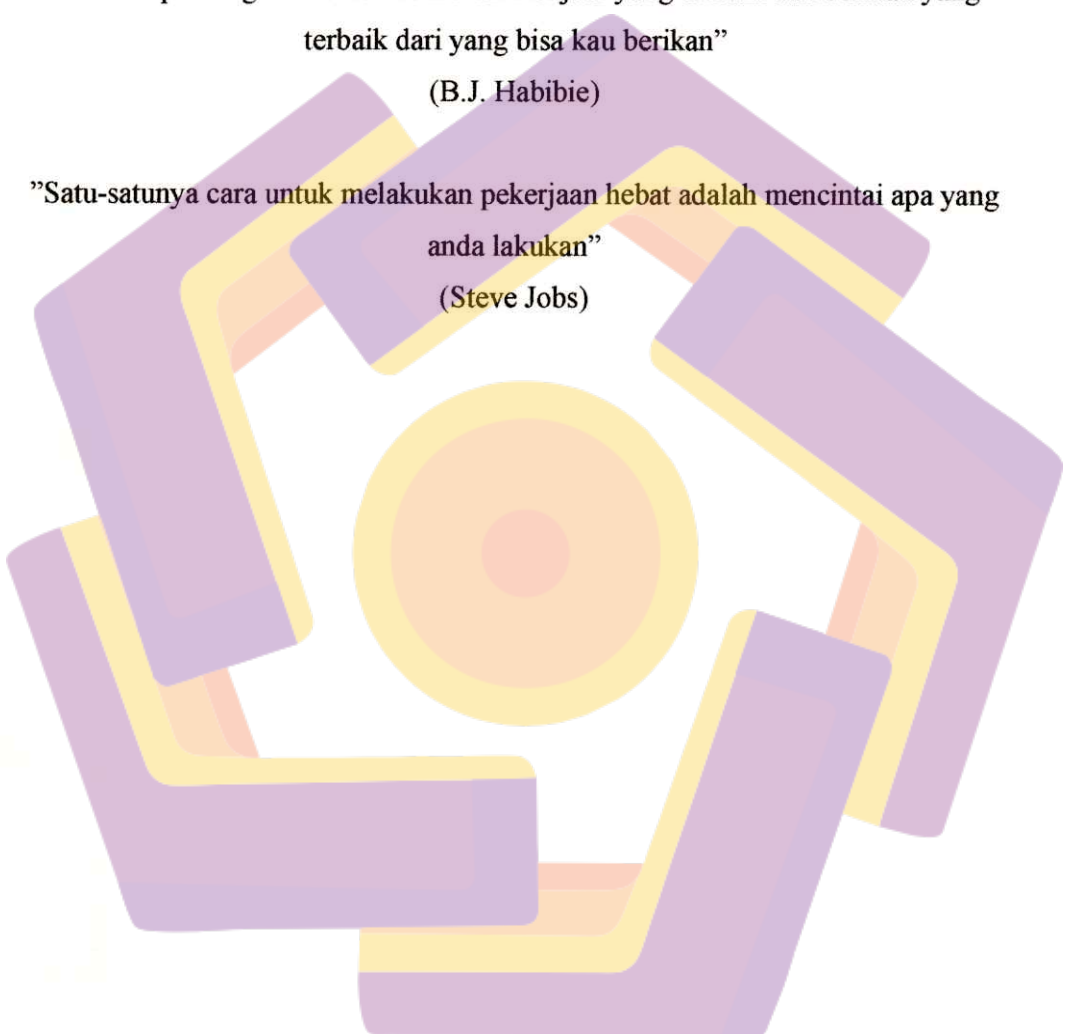 terbaik dari yang bisa kau berikan”
(B.J. Habibie)
”Satu-satunya cara untuk melakukan pekerjaan hebat adalah mencintai apa yang
anda lakukan”
(Steve Jobs)